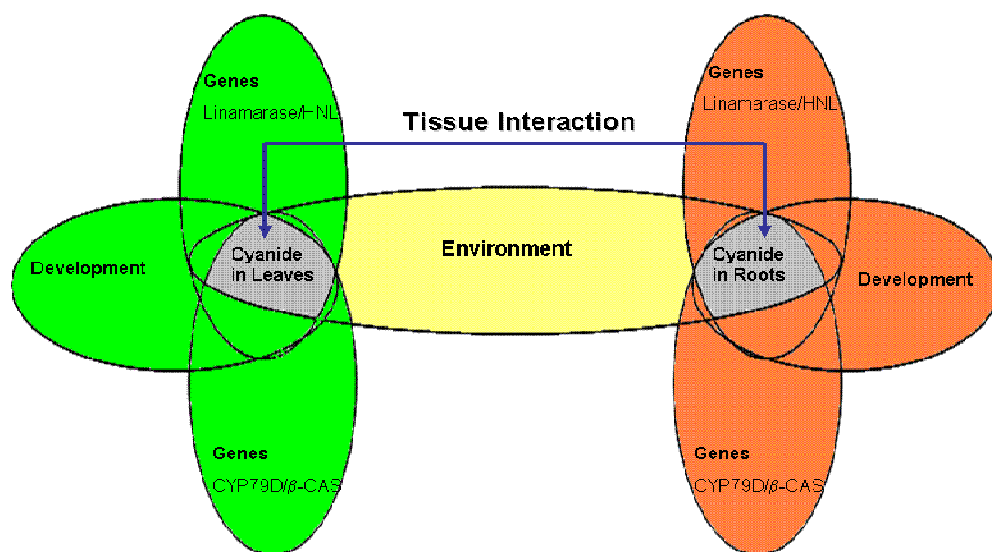 Genes
Linamarase/HNL
Genes
Linamarase/HNL
Tissue Interaction
Development
Cyanide
in Leaves
Environment
Cyanide
in Roots
Development
Genes
CYP79D/β-CAS
Genes
CYP79D/β-CAS